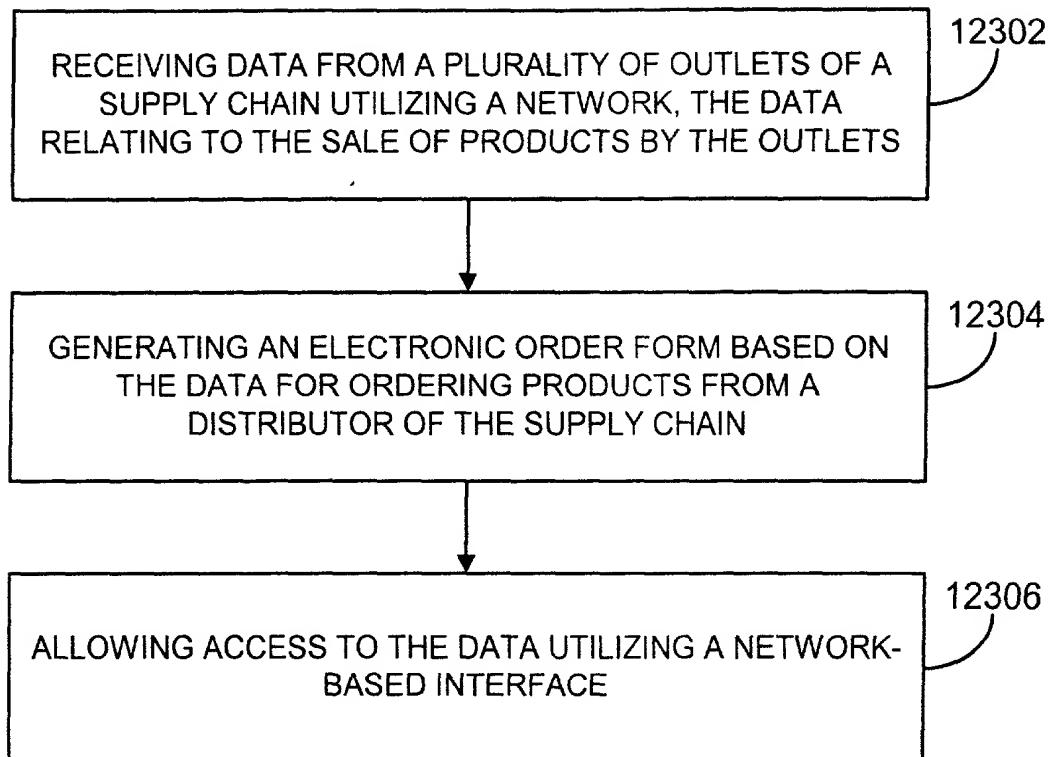 12302
RECEIVING DATA FROM A PLURALITY OF OUTLETS OF A
SUPPLY CHAIN UTILIZING A NETWORK, THE DATA
RELATING TO THE SALE OF PRODUCTS BY THE OUTLETS
12304
GENERATING AN ELECTRONIC ORDER FORM BASED ON
THE DATA FOR ORDERING PRODUCTS FROM A
DISTRIBUTOR OF THE SUPPLY CHAIN
12306
ALLOWING ACCESS TO THE DATA UTILIZING A NETWORK-
BASED INTERFACE